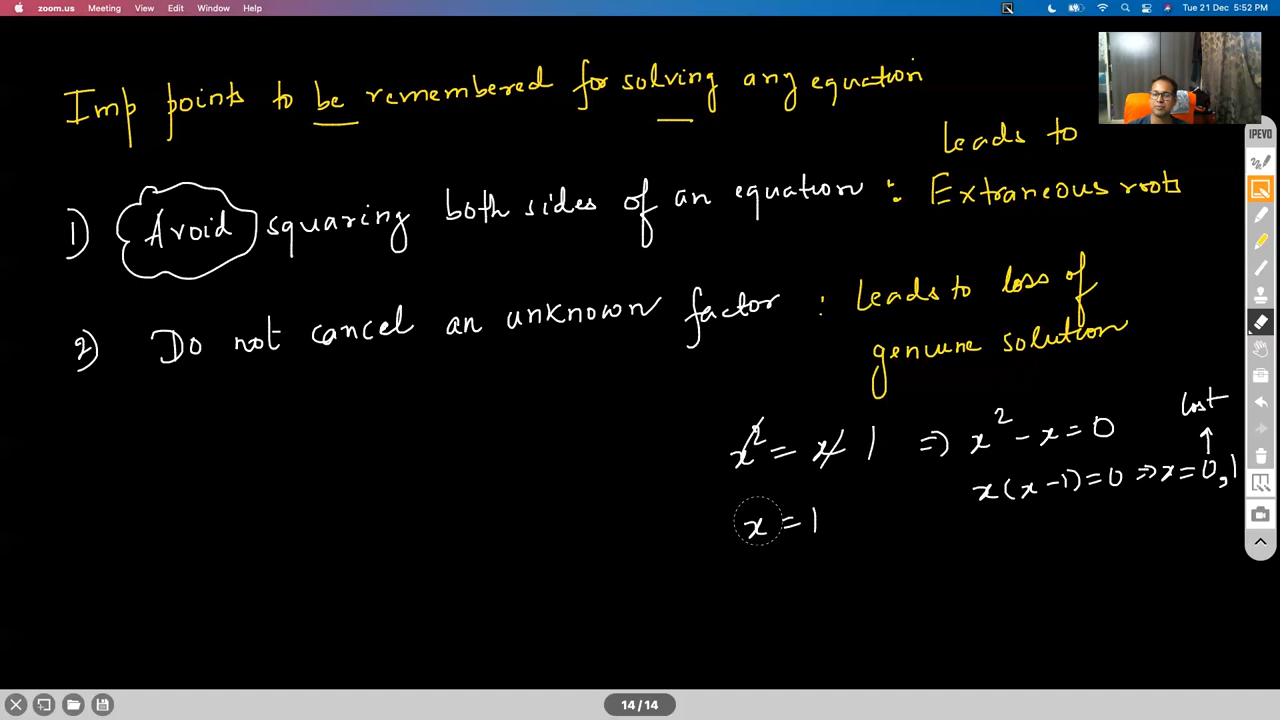 zoom.us Meeting View Edit Window Help Tue 21 Dec 5:52 PM
Imp points to be remembered for solving any equation
leads to
1) Avoid squaring both sides of an equation : Extraneous roots
2) Do not cancel an unknown factor : leads to loss of
genuine solution
lost
x² = x 1 => x² - x = 0
x(x-1) = 0 => x = 0, 1
x = 1
IPEVO
14/14